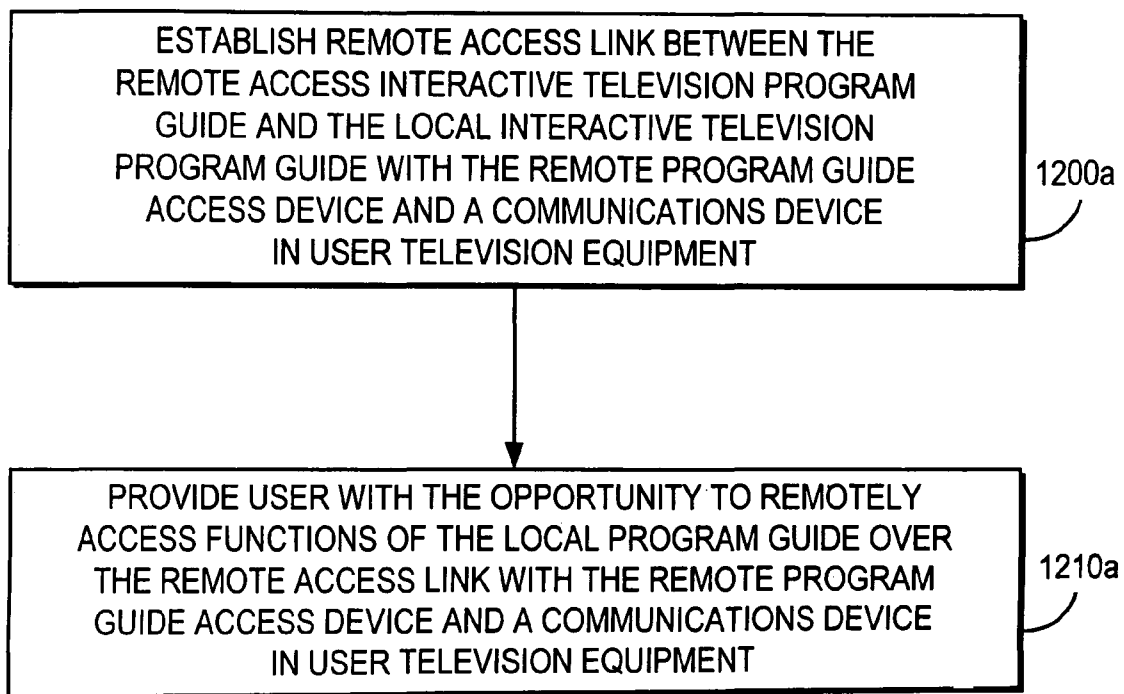 ESTABLISH REMOTE ACCESS LINK BETWEEN THE
REMOTE ACCESS INTERACTIVE TELEVISION PROGRAM
GUIDE AND THE LOCAL INTERACTIVE TELEVISION
PROGRAM GUIDE WITH THE REMOTE PROGRAM GUIDE
ACCESS DEVICE AND A COMMUNICATIONS DEVICE
IN USER TELEVISION EQUIPMENT
1200a
PROVIDE USER WITH THE OPPORTUNITY TO REMOTELY
ACCESS FUNCTIONS OF THE LOCAL PROGRAM GUIDE OVER
THE REMOTE ACCESS LINK WITH THE REMOTE PROGRAM
GUIDE ACCESS DEVICE AND A COMMUNICATIONS DEVICE
IN USER TELEVISION EQUIPMENT
1210a